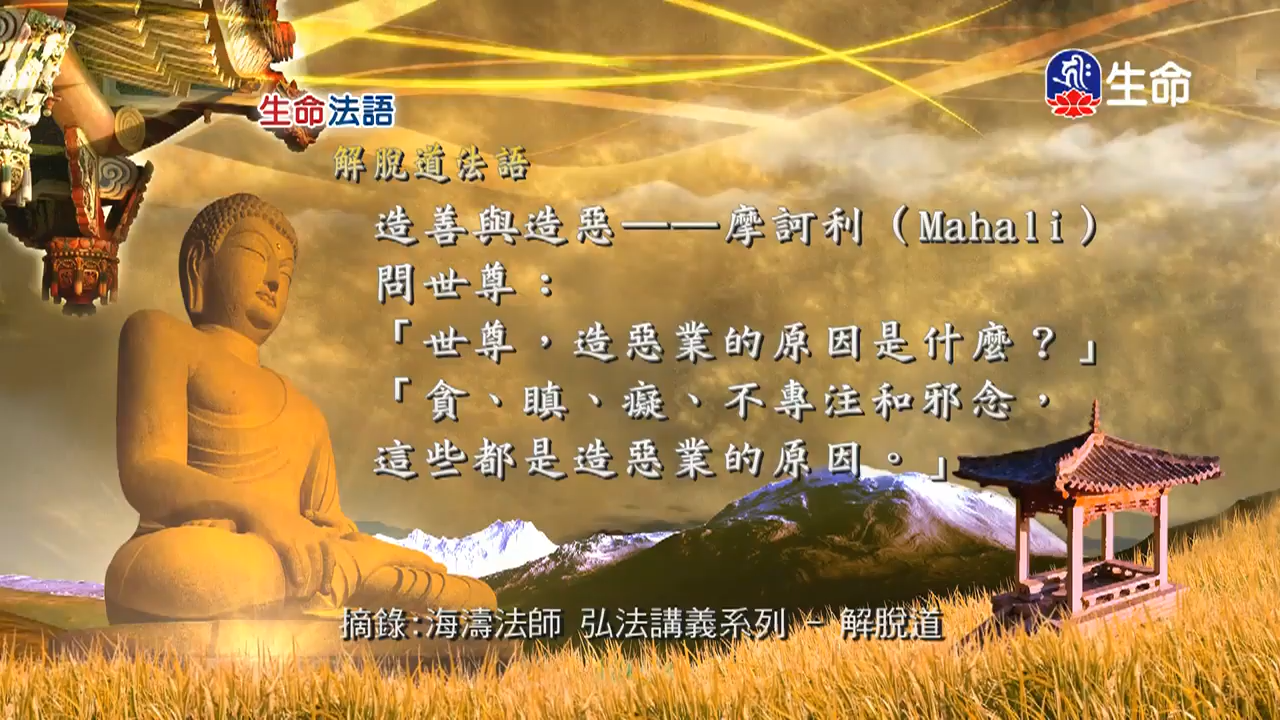 生命
生命法語
解脫道法語
造善與造惡——摩訶利（Mahali）
問世尊：
「世尊，造惡業的原因是什麼？」
「貪、瞋、癡、不專注和邪念，
這些都是造惡業的原因。」
摘錄:海濤法師 弘法講義系列 - 解脫道